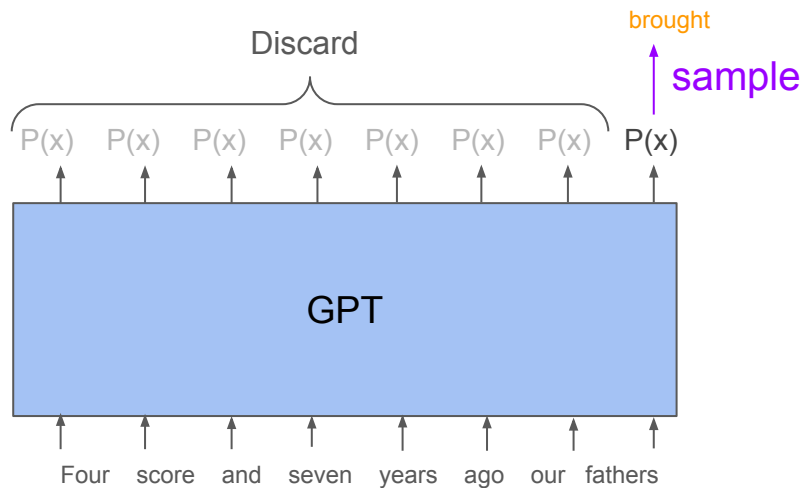 brought
sample
Discard
P(x) P(x) P(x) P(x) P(x) P(x) P(x) P(x)
GPT
Four score and seven years ago our fathers